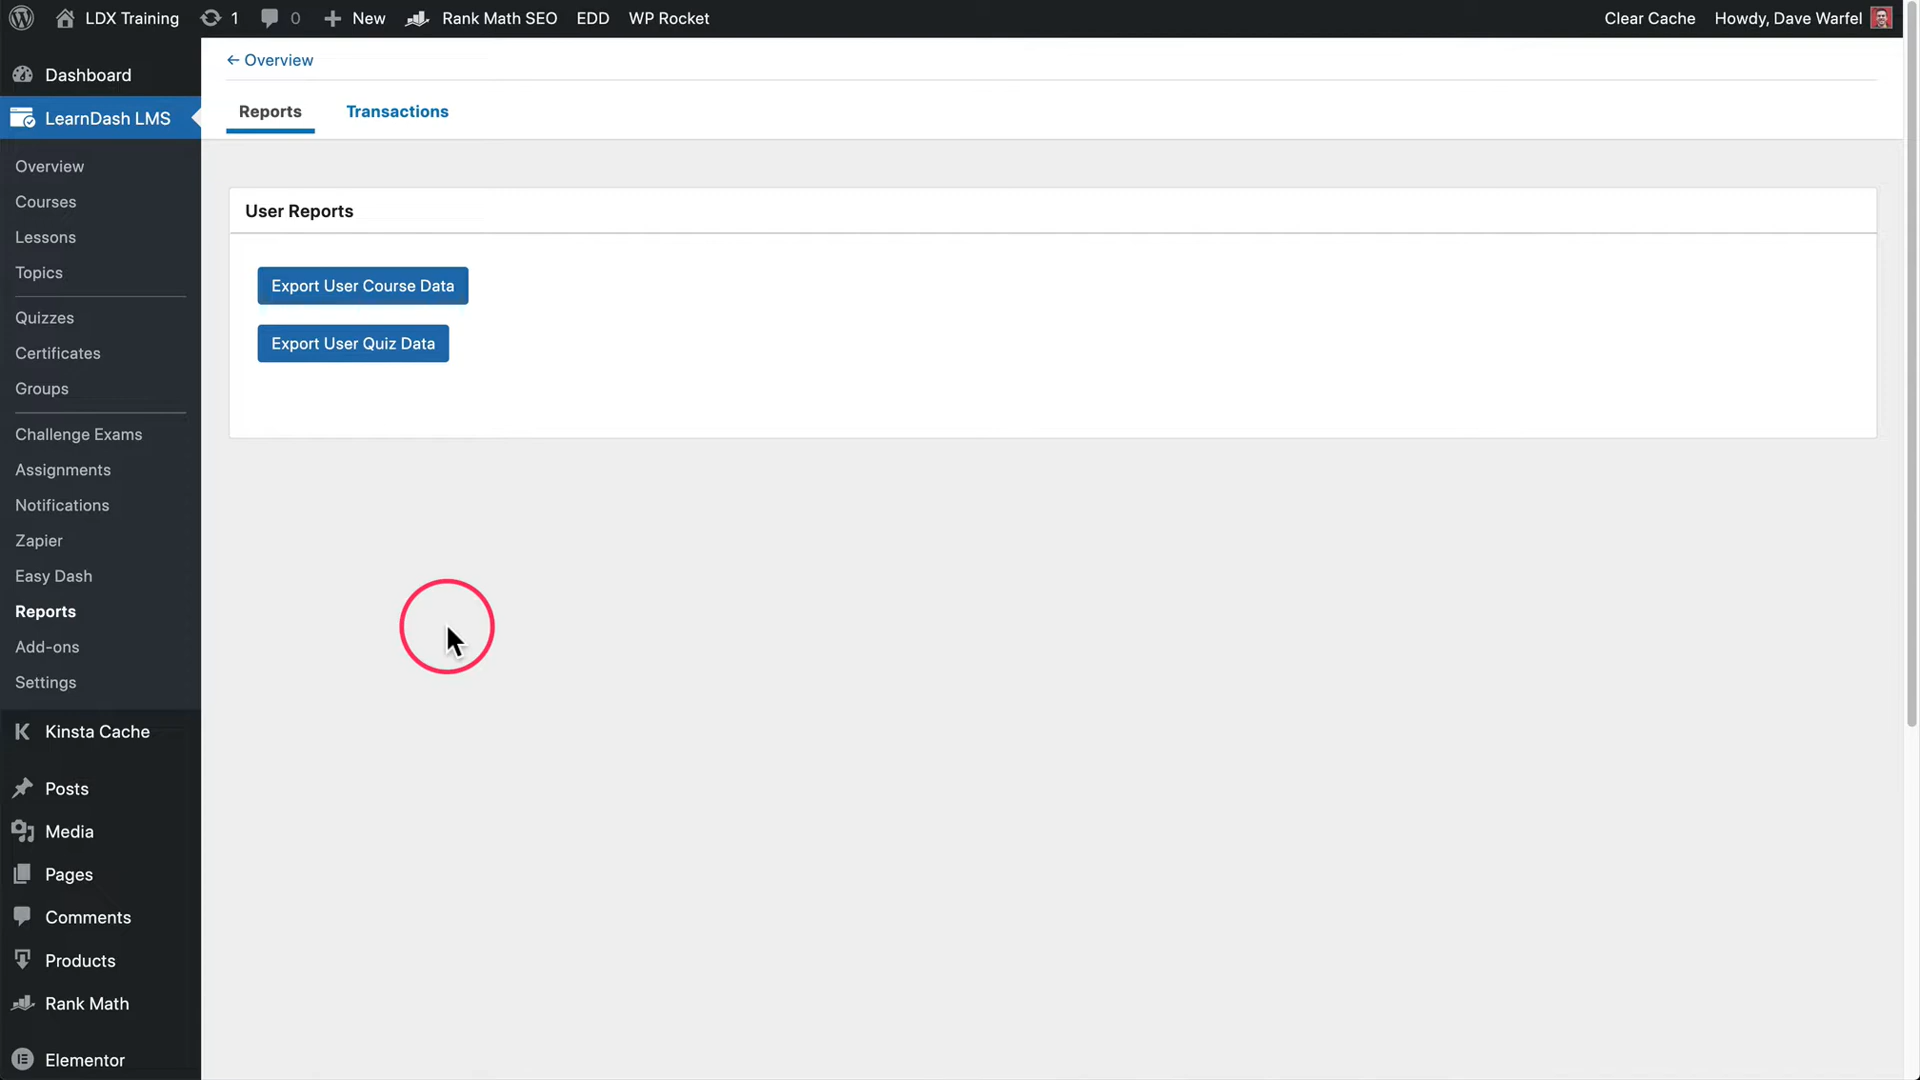 LDX Training
1
0
New
Rank Math SEO
EDD
WP Rocket
Clear Cache
Howdy, Dave Warfel
Dashboard
LearnDash LMS
Overview
Courses
Lessons
Topics
Quizzes
Certificates
Groups
Challenge Exams
Assignments
Notifications
Zapier
Easy Dash
Reports
Add-ons
Settings
Kinsta Cache
Posts
Media
Pages
Comments
Products
Rank Math
Elementor
← Overview
Reports
Transactions
User Reports
Export User Course Data
Export User Quiz Data